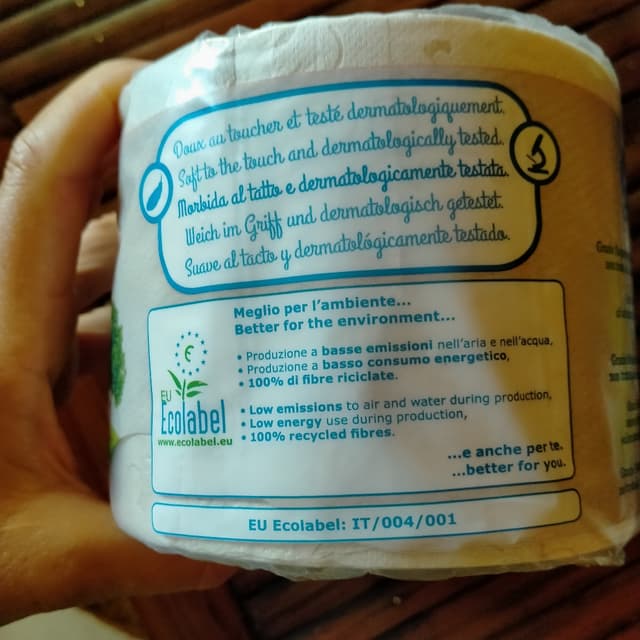 Doux au toucher et testé dermatologiquement.
Soft to the touch and dermatologically tested.
Morbida al tatto e dermatologicamente testata.
Weich im Griff und dermatologisch getestet.
Suave al tacto y dermatológicamente testado.
Meglio per l'ambiente...
Better for the environment...
• Produzione a basse emissioni nell'aria e nell'acqua,
• Produzione a basso consumo energetico,
• 100% di fibre riciclate.
EU
Ecolabel
www.ecolabel.eu
• Low emissions to air and water during production,
• Low energy use during production,
• 100% recycled fibres.
...e anche per te.
...better for you.
EU Ecolabel: IT/004/001